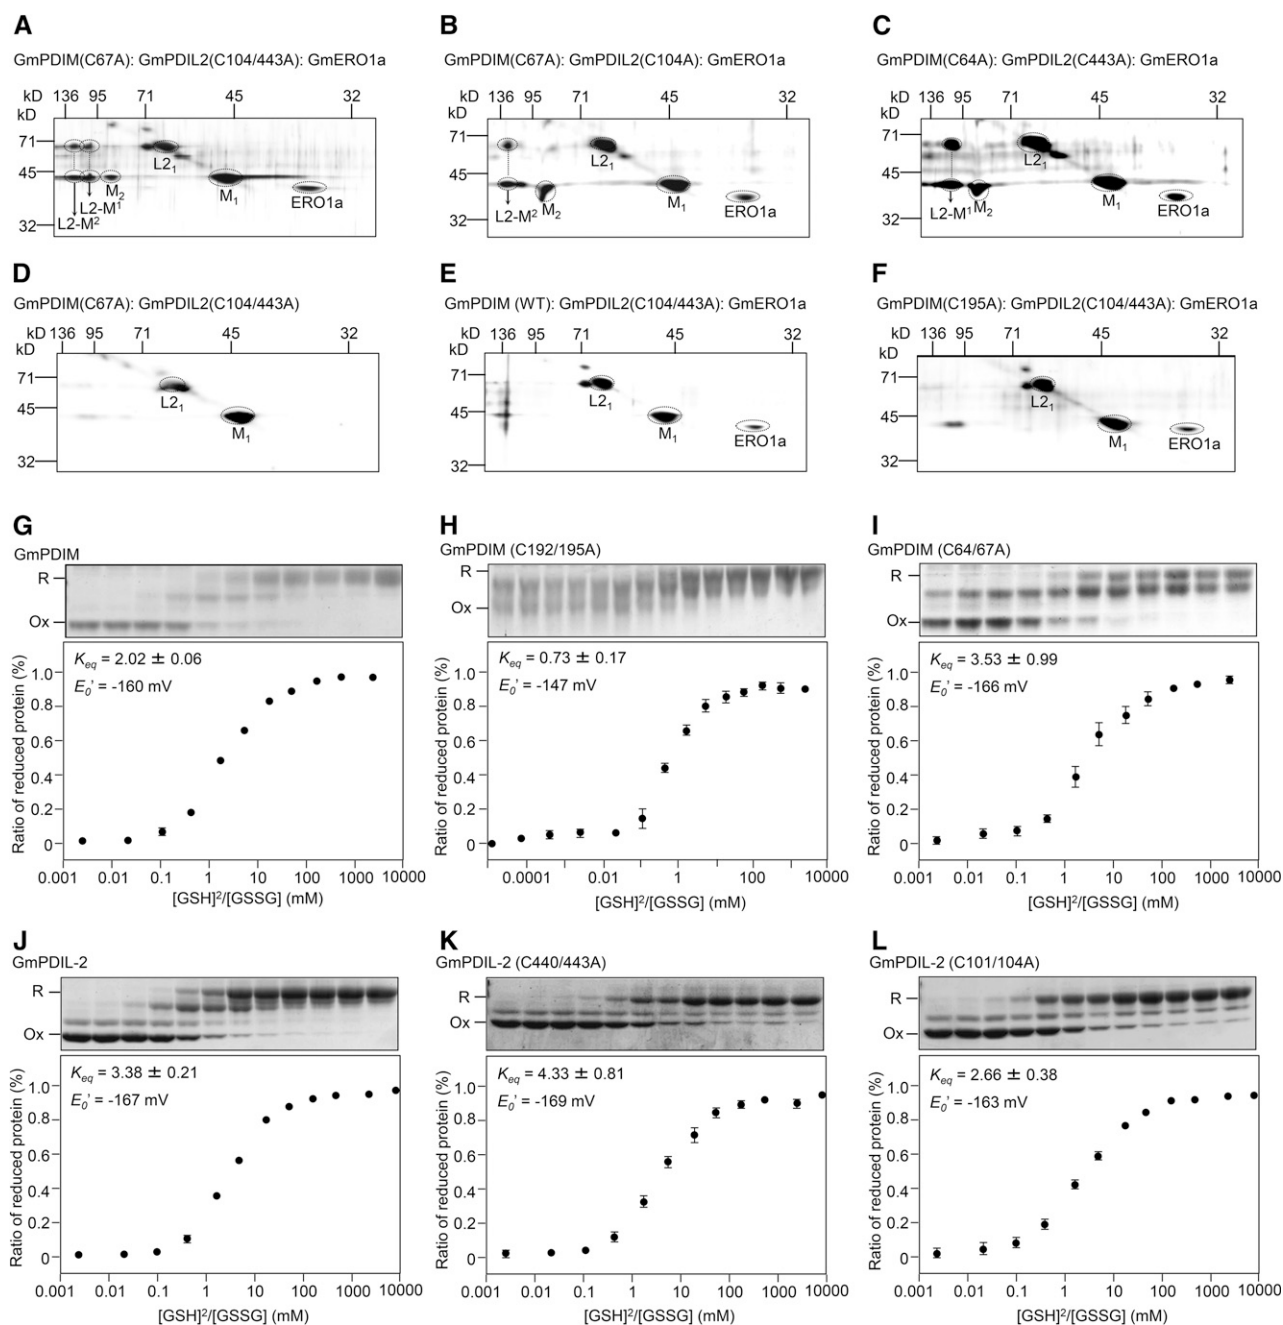 A
GmPDIM(C67A): GmPDIL2(C104/443A): GmERO1a
kD 136 95 71 45 32
kD
71
45
32
L2₁
M₂
L2-M¹
L2-M²
M₁
ERO1a
B
GmPDIM(C67A): GmPDIL2(C104A): GmERO1a
kD 136 95 71 45 32
kD
71
45
32
L2₁
L2-M²
M₂
M₁
ERO1a
C
GmPDIM(C64A): GmPDIL2(C443A): GmERO1a
kD 136 95 71 45 32
kD
71
45
32
L2₁
L2-M¹
M₂
M₁
ERO1a
D
GmPDIM(C67A): GmPDIL2(C104/443A)
kD 136 95 71 45 32
kD
71
45
32
L2₁
M₁
E
GmPDIM (WT): GmPDIL2(C104/443A): GmERO1a
kD 136 95 71 45 32
kD
71
45
32
L2₁
M₁
ERO1a
F
GmPDIM(C195A): GmPDIL2(C104/443A): GmERO1a
kD 136 95 71 45 32
kD
71
45
32
L2₁
M₁
ERO1a
G
GmPDIM
R
Ox
Keq = 2.02 ± 0.06
E₀' = -160 mV
Ratio of reduced protein (%)
1.0
0.8
0.6
0.4
0.2
0
0.001 0.01 0.1 1 10 100 1000 10000
[GSH]²/[GSSG] (mM)
H
GmPDIM (C192/195A)
R
Ox
Keq = 0.73 ± 0.17
E₀' = -147 mV
Ratio of reduced protein (%)
1.0
0.8
0.6
0.4
0.2
0
0.0001 0.01 1 100 10000
[GSH]²/[GSSG] (mM)
I
GmPDIM (C64/67A)
R
Ox
Keq = 3.53 ± 0.99
E₀' = -166 mV
Ratio of reduced protein (%)
1.0
0.8
0.6
0.4
0.2
0
0.001 0.01 0.1 1 10 100 1000 10000
[GSH]²/[GSSG] (mM)
J
GmPDIL-2
R
Ox
Keq = 3.38 ± 0.21
E₀' = -167 mV
Ratio of reduced protein (%)
1.0
0.8
0.6
0.4
0.2
0
0.001 0.01 0.1 1 10 100 1000 10000
[GSH]²/[GSSG] (mM)
K
GmPDIL-2 (C440/443A)
R
Ox
Keq = 4.33 ± 0.81
E₀' = -169 mV
Ratio of reduced protein (%)
1.0
0.8
0.6
0.4
0.2
0
0.001 0.01 0.1 1 10 100 1000 10000
[GSH]²/[GSSG] (mM)
L
GmPDIL-2 (C101/104A)
R
Ox
Keq = 2.66 ± 0.38
E₀' = -163 mV
Ratio of reduced protein (%)
1.0
0.8
0.6
0.4
0.2
0
0.001 0.01 0.1 1 10 100 1000 10000
[GSH]²/[GSSG] (mM)